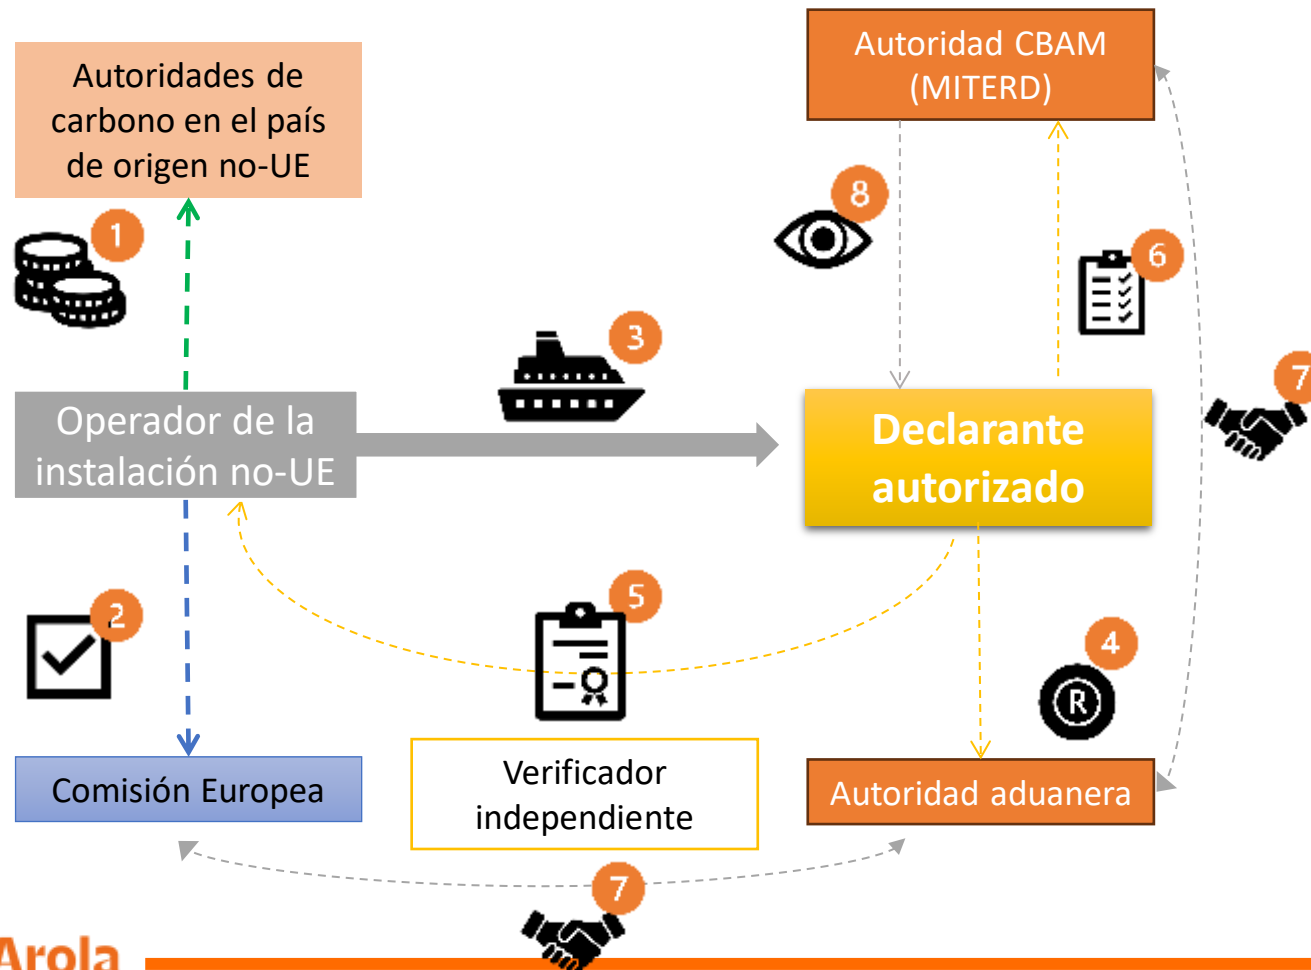 Autoridades de
carbono en el país
de origen no-UE
Autoridad CBAM
(MITERD)
1
8
6
3
7
Operador de la
instalación no-UE
Declarante
autorizado
2
5
4
R
Comisión Europea
Verificador
independiente
Autoridad aduanera
7
Arola